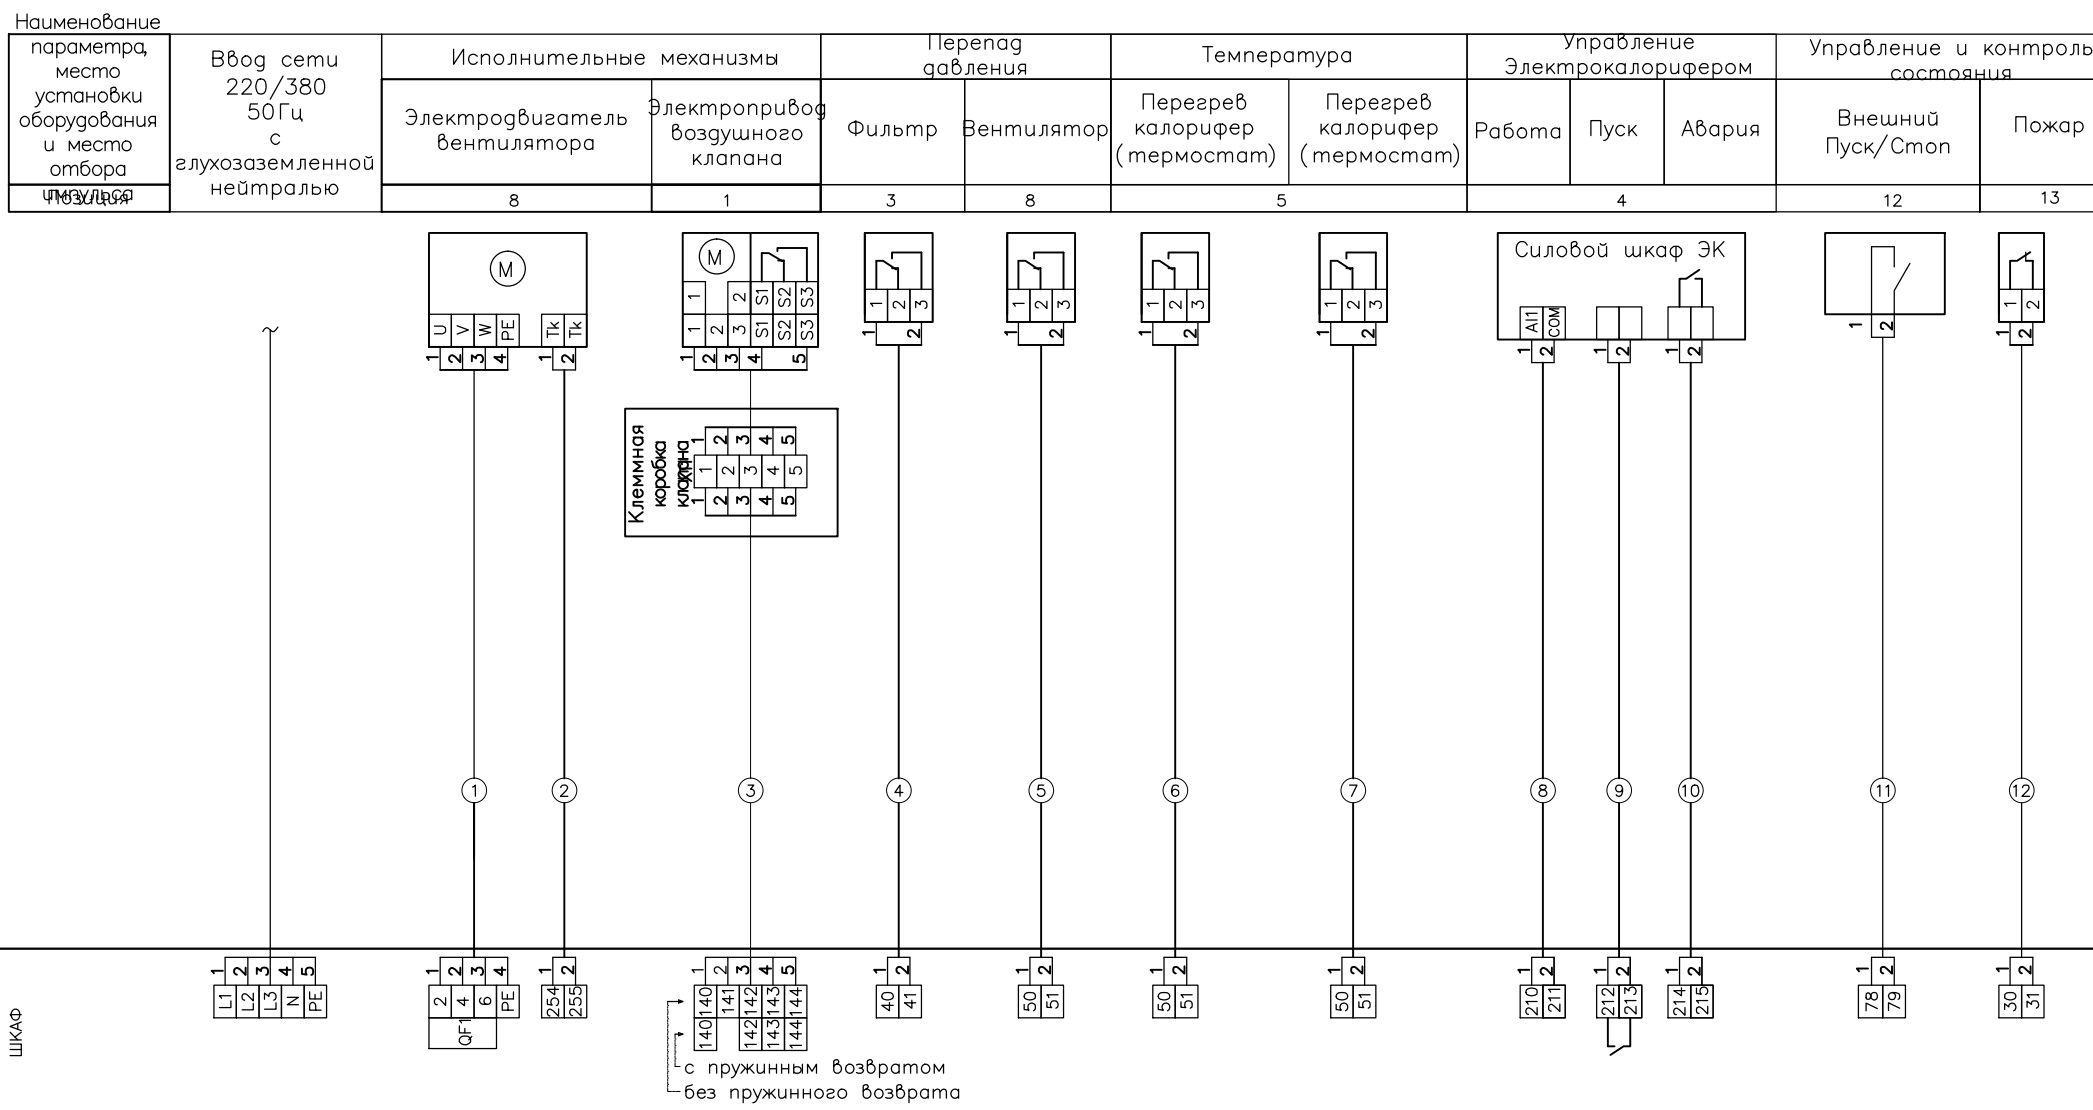 Наименование
параметра,
место
установки
оборудования
и место
отбора
импульса
Позиция
Ввод сети
220/380
50Гц
с
глухозаземленной
нейтралью
Исполнительные механизмы
Электродвигатель
вентилятора
8
Электропривод
воздушного
клапана
1
Перепад
давления
Фильтр
3
Вентилятор
8
Температура
Перегрев
калорифер
(термостат)
Перегрев
калорифер
(термостат)
5
Управление
Электрокалорифером
Работа
Пуск
Авария
4
Управление и контроль
состояния
Внешний
Пуск/Стоп
12
Пожар
13
M
U V W PE Tk Tk
1 2 3 4 1 2
M
1 2 S1 S2 S3
1 2 3 S1 S2 S3
1 2 3 4 5
1 2 3
1 2
1 2 3
1 2
1 2 3
1 2
1 2 3
1 2
Силовой шкаф ЭК
AI1 COM
1 2
1 2
1 2
1 2
1 2
1 2
Клеммная
коробка
клапана
1 2 3 4 5
1 2 3 4 5
1 2 3 4 5
1 2 3 4 5 6 7 8 9 10 11 12
ШКАФ
1 2 3 4 5
L1 L2 L3 N PE
1 2 3 4
2 4 6 PE
QF1
1 2
254 255
1 2 3 4 5
140 141 142 143 144
140 142 143 144
с пружинным возвратом
без пружинного возврата
1 2
40 41
1 2
50 51
1 2
50 51
1 2
50 51
1 2
210 211
1 2
212 213
1 2
214 215
1 2
78 79
1 2
30 31